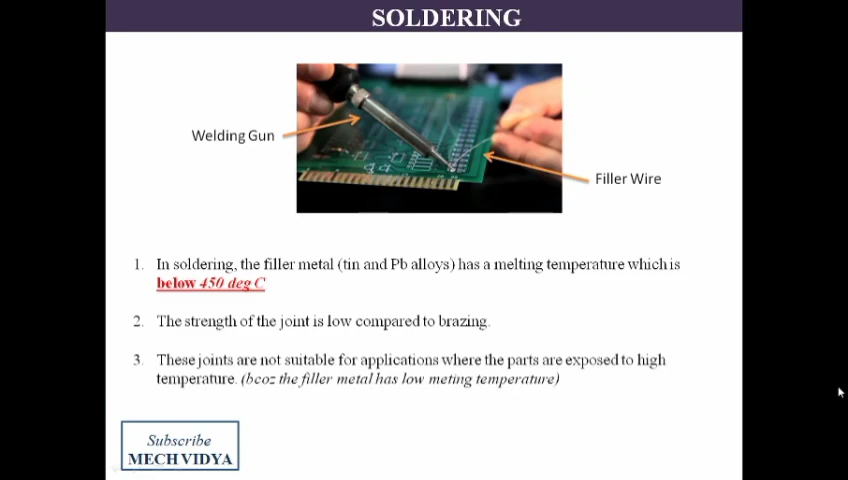 SOLDERING
Welding Gun
Filler Wire
1. In soldering, the filler metal (tin and Pb alloys) has a melting temperature which is
below 450 deg C
2. The strength of the joint is low compared to brazing.
3. These joints are not suitable for applications where the parts are exposed to high
temperature. (bcoz the filler metal has low meting temperature)
Subscribe
MECH VIDYA